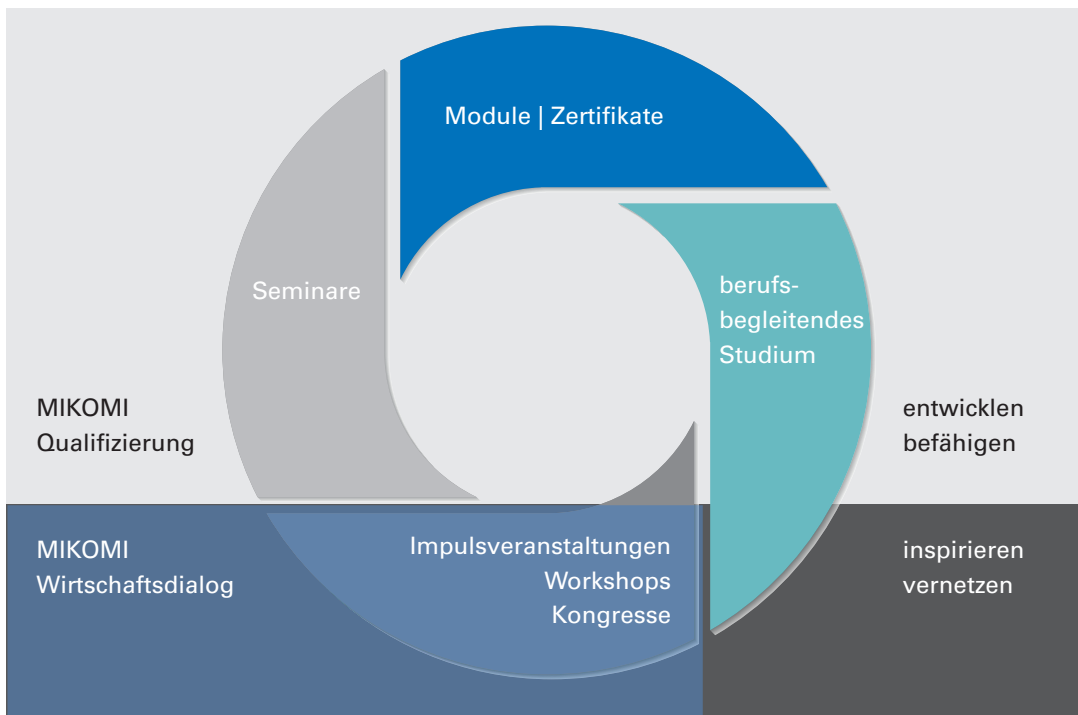 Module | Zertifikate
Seminare
berufs-
begleitendes
Studium
MIKOMI
Qualifizierung
entwicklen
befähigen
MIKOMI
Wirtschaftsdialog
Impulsveranstaltungen
Workshops
Kongresse
inspirieren
vernetzen